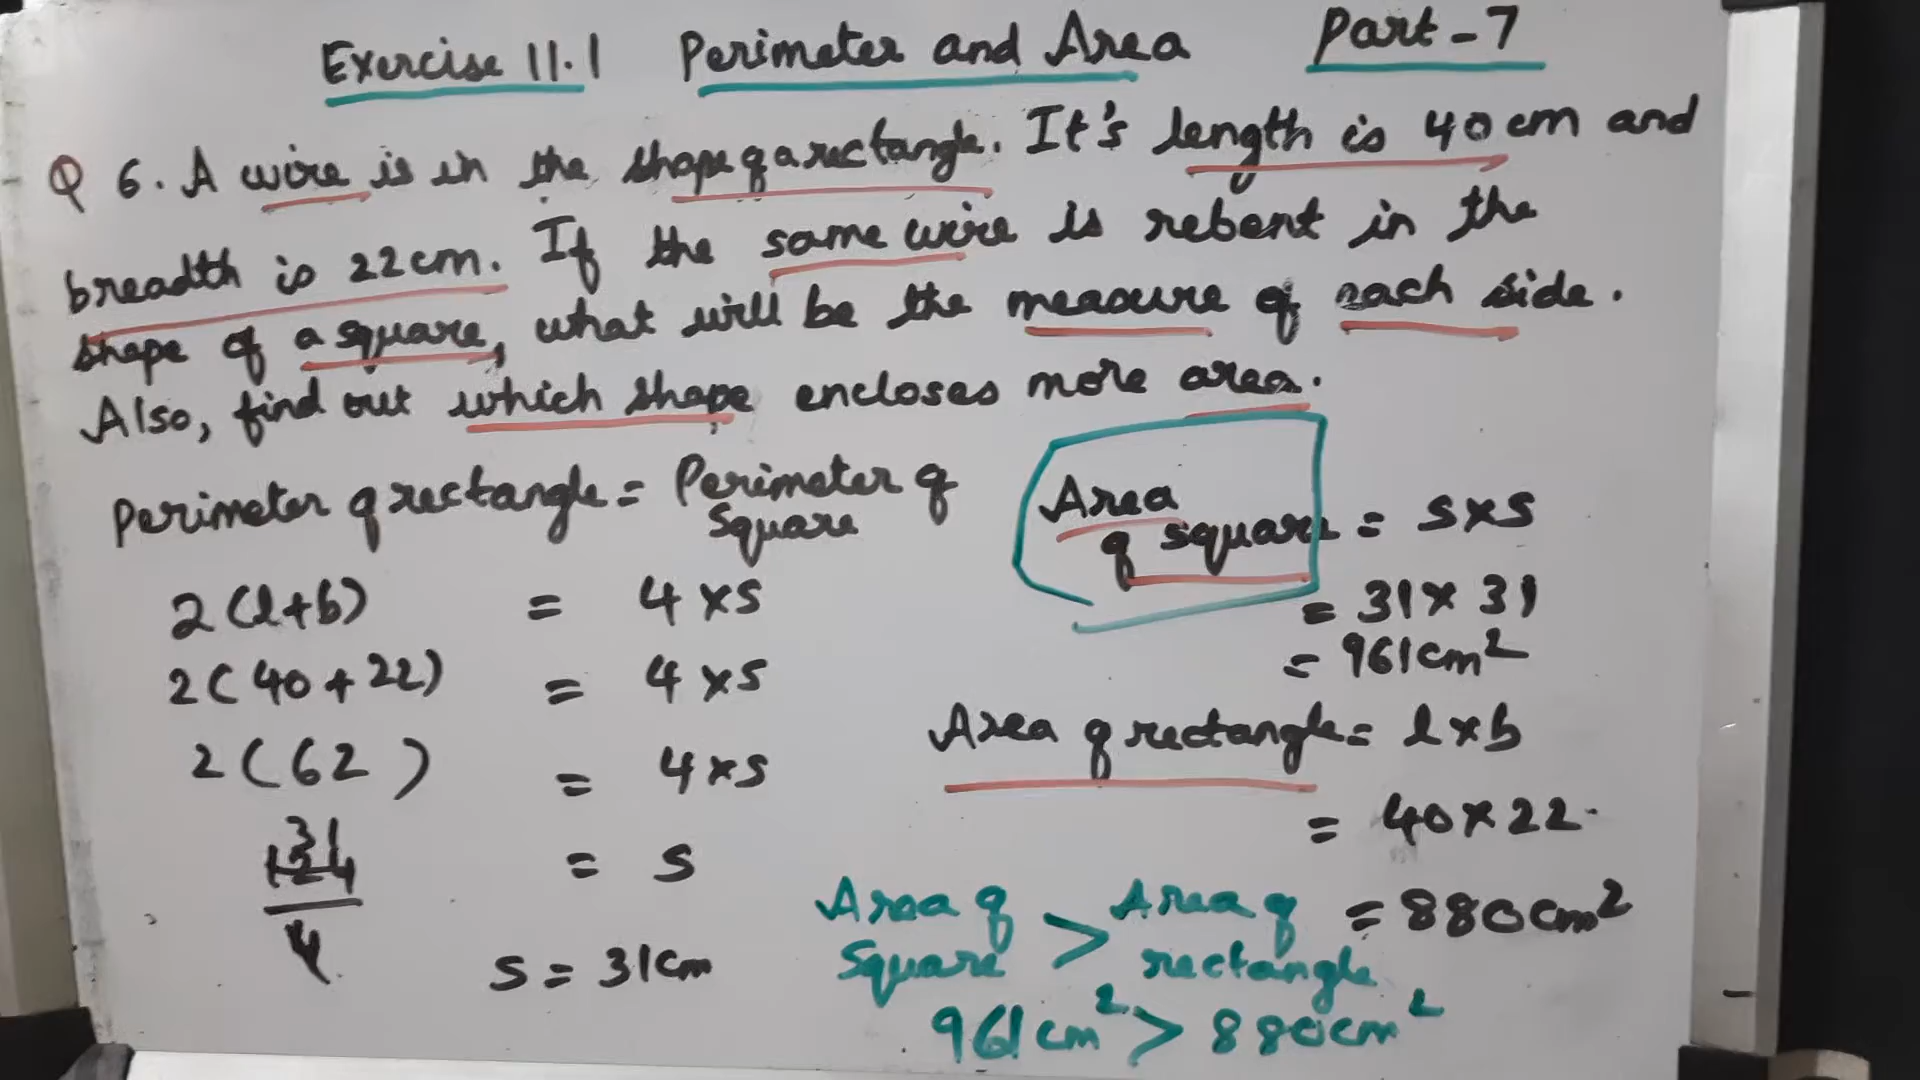 Exercise 11.1 Perimeter and Area Part-7
Q 6. A wire is in the shape of a rectangle. It's length is 40 cm and
breadth is 22 cm. If the same wire is rebent in the
shape of a square, what will be the measure of each side.
Also, find out which shape encloses more area.
Perimeter of rectangle = Perimeter of
Square
2(l+b) = 4 × s
2(40+22) = 4 × s
2(62) = 4 × s
31
124
4
= s
s = 31cm
Area
of square = s×s
= 31 × 31
= 961cm²
Area of rectangle = l×b
= 40×22
= 880cm²
Area of Square > Area of rectangle
961cm² > 880cm²